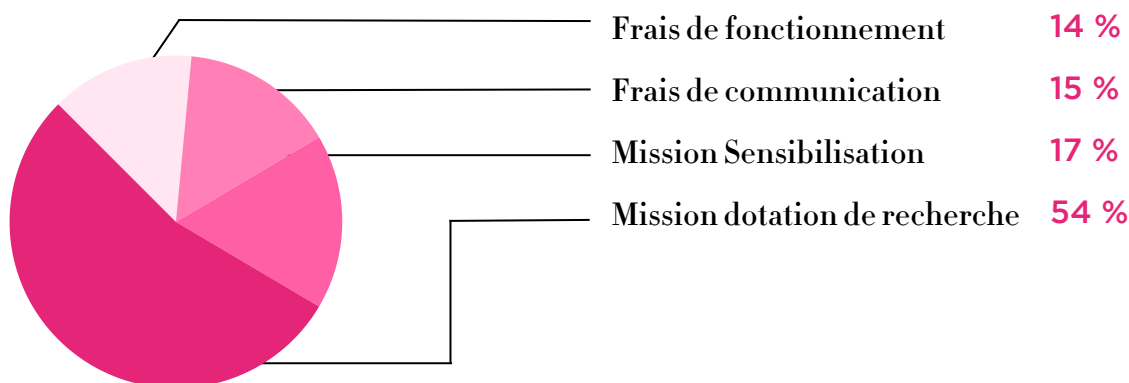 Frais de fonctionnement 14 %
Frais de communication 15 %
Mission Sensibilisation 17 %
Mission dotation de recherche 54 %